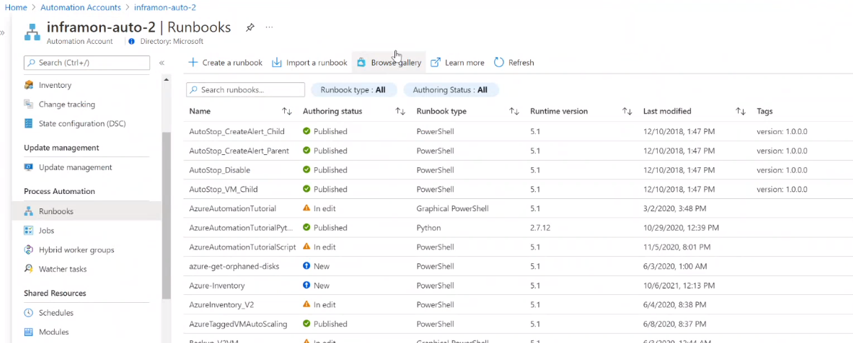 Home > Automation Accounts > inframon-auto-2
inframon-auto-2 | Runbooks ...
Automation Account Directory: Microsoft
Search (Ctrl+/) «
Inventory
Change tracking
State configuration (DSC)
Update management
Update management
Process Automation
Runbooks
Jobs
Hybrid worker groups
Watcher tasks
Shared Resources
Schedules
Modules
Create a runbook Import a runbook Browse gallery Learn more Refresh
Search runbooks... Runbook type : All Authoring Status : All
Name Authoring status Runbook type Runtime version Last modified Tags
AutoStop_CreateAlert_Child Published PowerShell 5.1 12/10/2018, 1:47 PM version: 1.0.0.0
AutoStop_CreateAlert_Parent Published PowerShell 5.1 12/10/2018, 1:47 PM version: 1.0.0.0
AutoStop_Disable Published PowerShell 5.1 12/10/2018, 1:47 PM version: 1.0.0.0
AutoStop_VM_Child Published PowerShell 5.1 12/10/2018, 1:47 PM version: 1.0.0.0
AzureAutomationTutorial In edit Graphical PowerShell 5.1 3/2/2020, 3:48 PM
AzureAutomationTutorialPyt... Published Python 2.7.12 10/29/2020, 12:39 PM
AzureAutomationTutorialScript In edit PowerShell 5.1 11/5/2020, 8:01 PM
azure-get-orphaned-disks New PowerShell 5.1 6/3/2020, 1:00 AM
Azure-Inventory New PowerShell 5.1 10/6/2021, 12:13 PM
AzureInventory_V2 In edit PowerShell 5.1 6/4/2020, 8:38 PM
AzureTaggedVMAutoScaling Published PowerShell 5.1 6/8/2020, 8:37 PM